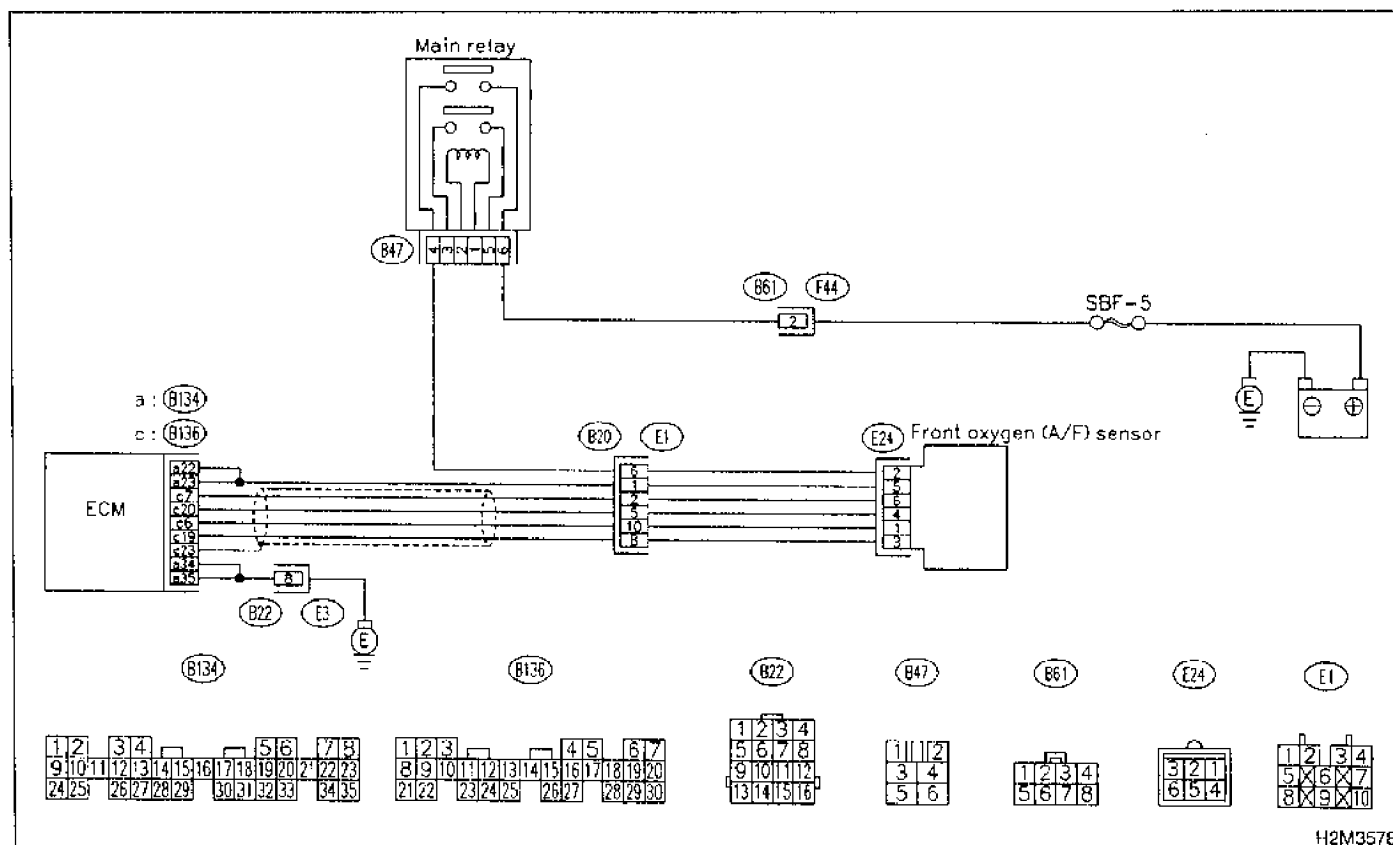 Main relay
B47
4 3 2 1 5 6
B61 F44
2
SBF-5
E
⊖ ⊕
a : B134
c : B136
B20 E1
E24 Front oxygen (A/F) sensor
ECM
a22
a23
c7
c20
c6
c19
c23
a34
a35
6
1
2
5
10
8
2
5
6
4
1
3
8
B22 E3
E
B134
B136
B22
B47
B61
E24
E1
1 2 3 4 5 6 7 8
9 10 11 12 13 14 15 16 17 18 19 20 21 22 23
24 25 26 27 28 29 30 31 32 33 34 35
1 2 3 4 5 6 7
8 9 10 11 12 13 14 15 16 17 18 19 20
21 22 23 24 25 26 27 28 29 30
1 2 3 4
5 6 7 8
9 10 11 12
13 14 15 16
1 2
3 4
5 6
1 2 3 4
5 6 7 8
3 2 1
6 5 4
1 2 3 4
5 6 7
8 9 10
H2M3578